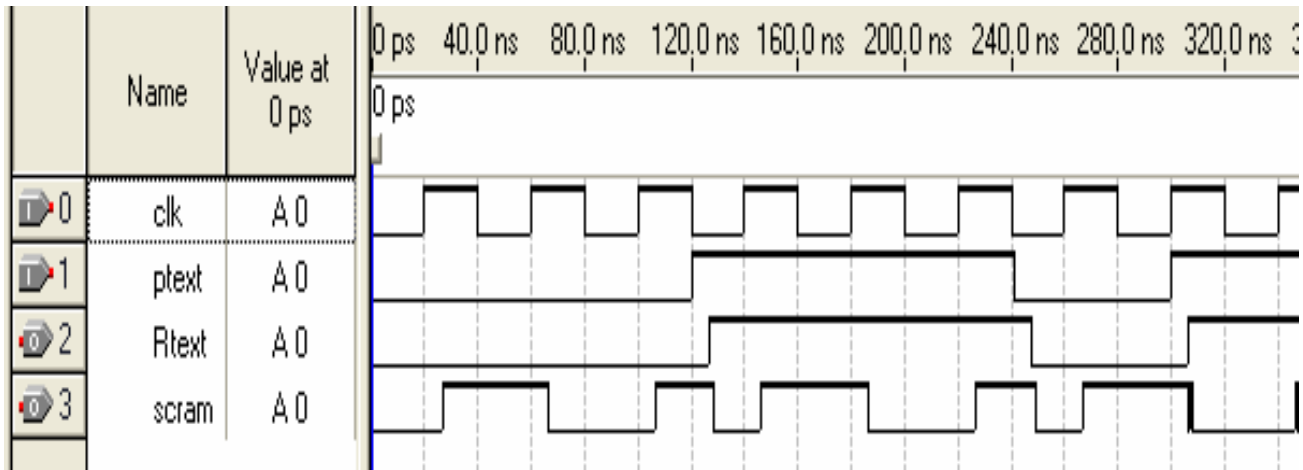 Name
Value at
0 ps
0 ps 40.0 ns 80.0 ns 120.0 ns 160.0 ns 200.0 ns 240.0 ns 280.0 ns 320.0 ns
0 ps
I 0 clk A 0
I 1 ptext A 0
O 2 Rtext A 0
O 3 scram A 0